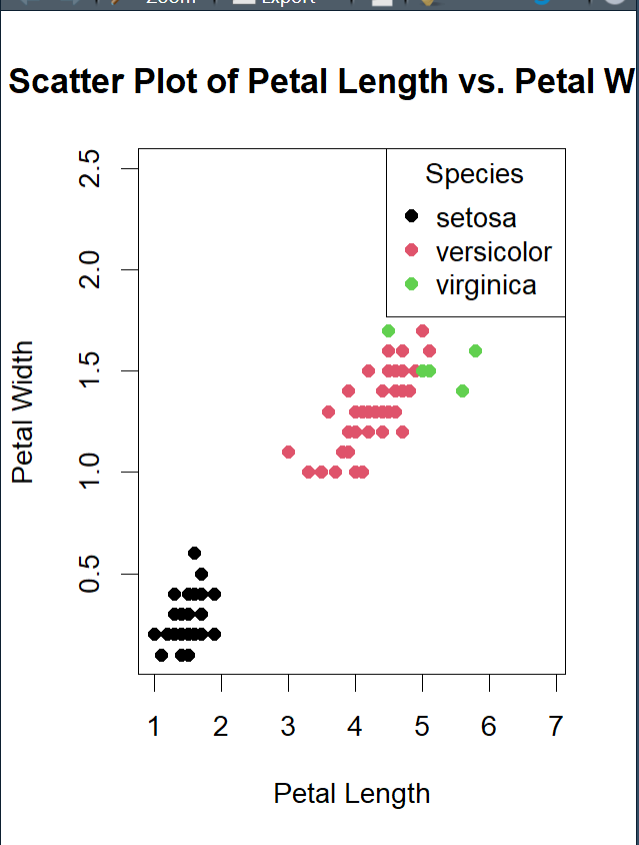 Zoom Export
Scatter Plot of Petal Length vs. Petal W
Species
setosa
versicolor
virginica
Petal Width
2.5
2.0
1.5
1.0
0.5
1 2 3 4 5 6 7
Petal Length